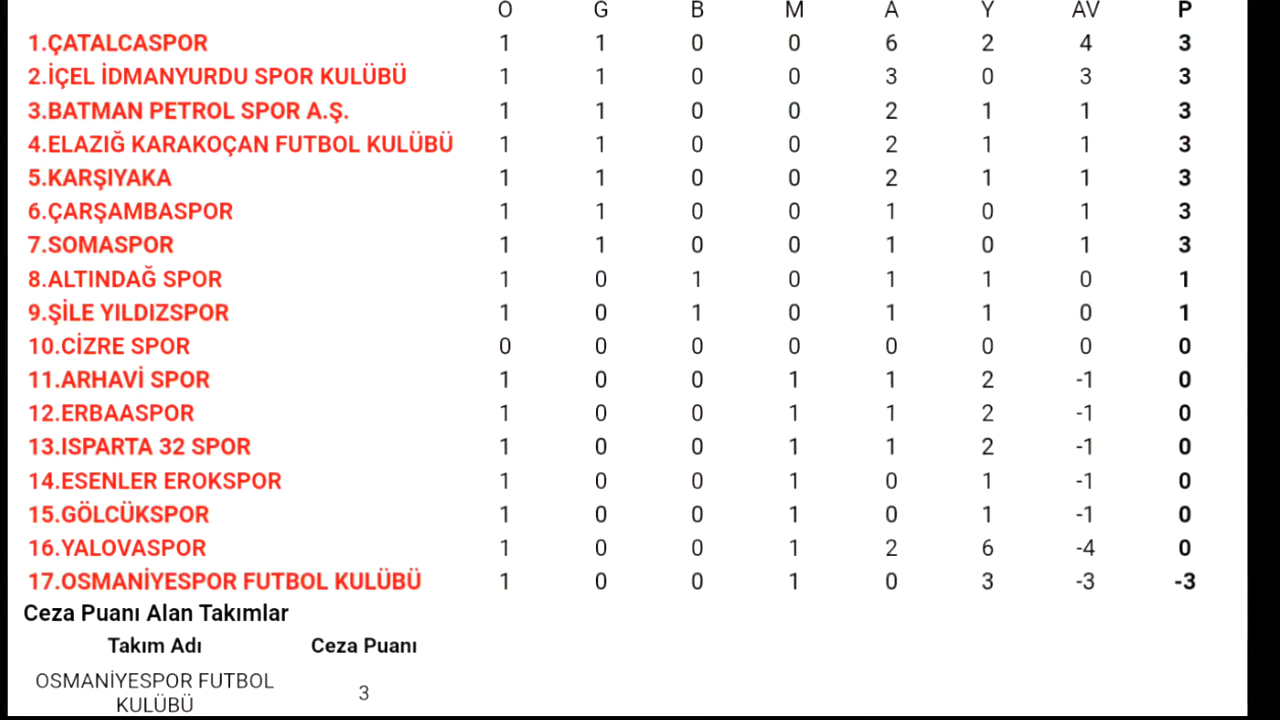 O G B M A Y AV P
1.ÇATALCASPOR 1 1 0 0 6 2 4 3
2.İÇEL İDMANYURDU SPOR KULÜBÜ 1 1 0 0 3 0 3 3
3.BATMAN PETROL SPOR A.Ş. 1 1 0 0 2 1 1 3
4.ELAZIĞ KARAKOÇAN FUTBOL KULÜBÜ 1 1 0 0 2 1 1 3
5.KARŞIYAKA 1 1 0 0 2 1 1 3
6.ÇARŞAMBASPOR 1 1 0 0 1 0 1 3
7.SOMASPOR 1 1 0 0 1 0 1 3
8.ALTINDAĞ SPOR 1 0 1 0 1 1 0 1
9.ŞİLE YILDIZSPOR 1 0 1 0 1 1 0 1
10.CİZRE SPOR 0 0 0 0 0 0 0 0
11.ARHAVİ SPOR 1 0 0 1 1 2 -1 0
12.ERBAASPOR 1 0 0 1 1 2 -1 0
13.ISPARTA 32 SPOR 1 0 0 1 1 2 -1 0
14.ESENLER EROKSPOR 1 0 0 1 0 1 -1 0
15.GÖLCÜKSPOR 1 0 0 1 0 1 -1 0
16.YALOVASPOR 1 0 0 1 2 6 -4 0
17.OSMANİYESPOR FUTBOL KULÜBÜ 1 0 0 1 0 3 -3 -3
Ceza Puanı Alan Takımlar
Takım Adı Ceza Puanı
OSMANİYESPOR FUTBOL
KULÜBÜ 3